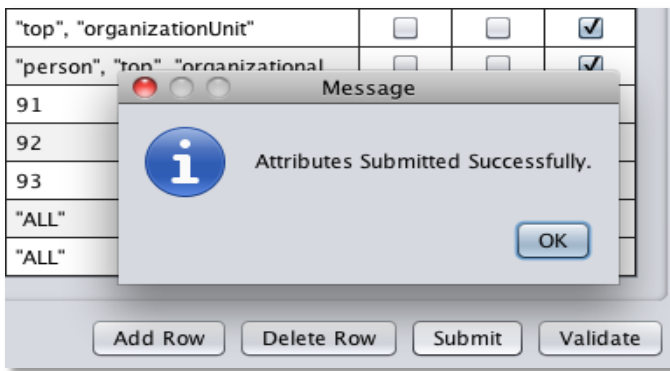 "top", "organizationUnit"
"person", "top", "organizational
Message
91
92
Attributes Submitted Successfully.
93
"ALL"
OK
"ALL"
Add Row Delete Row Submit Validate